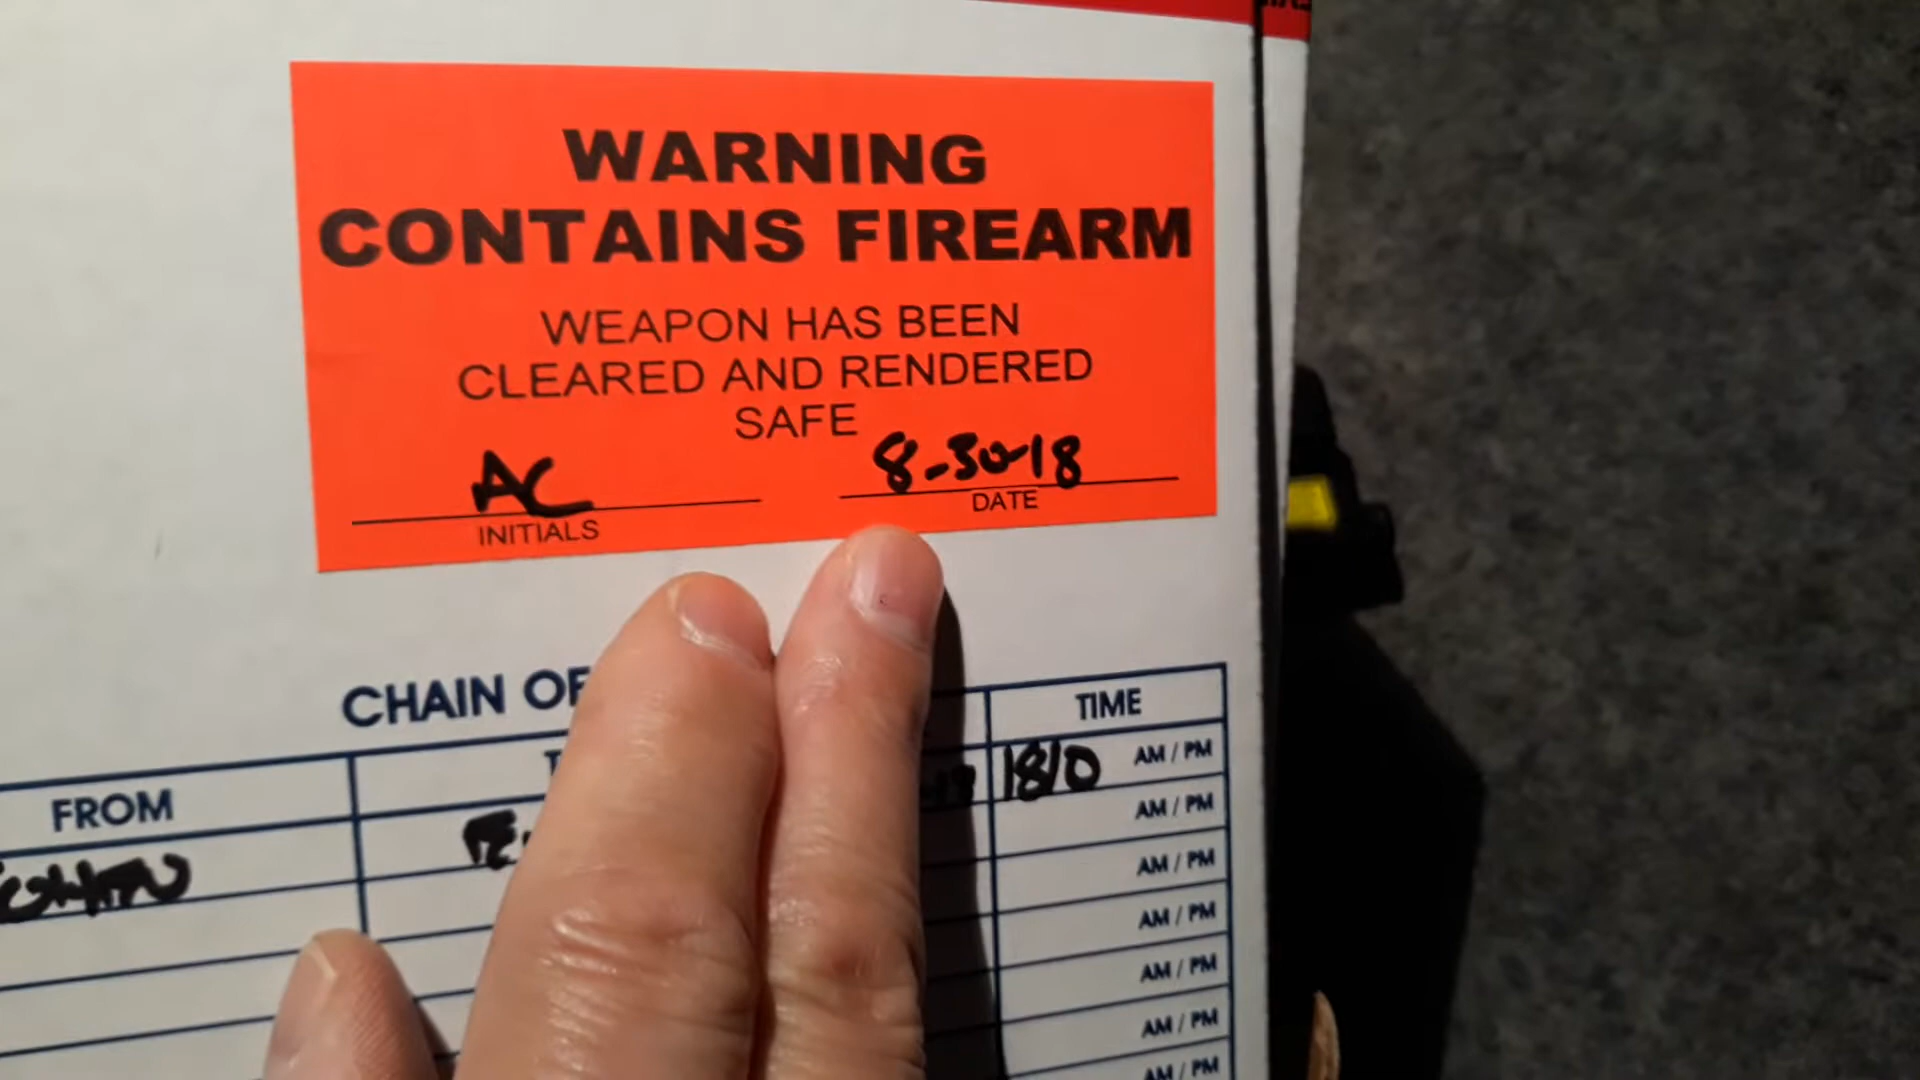 WARNING
CONTAINS FIREARM
WEAPON HAS BEEN
CLEARED AND RENDERED
SAFE
AC 8-30-18
INITIALS DATE
CHAIN OF
FROM TIME
1810 AM / PM
AM / PM
AM / PM
AM / PM
AM / PM
AM / PM
AM / PM